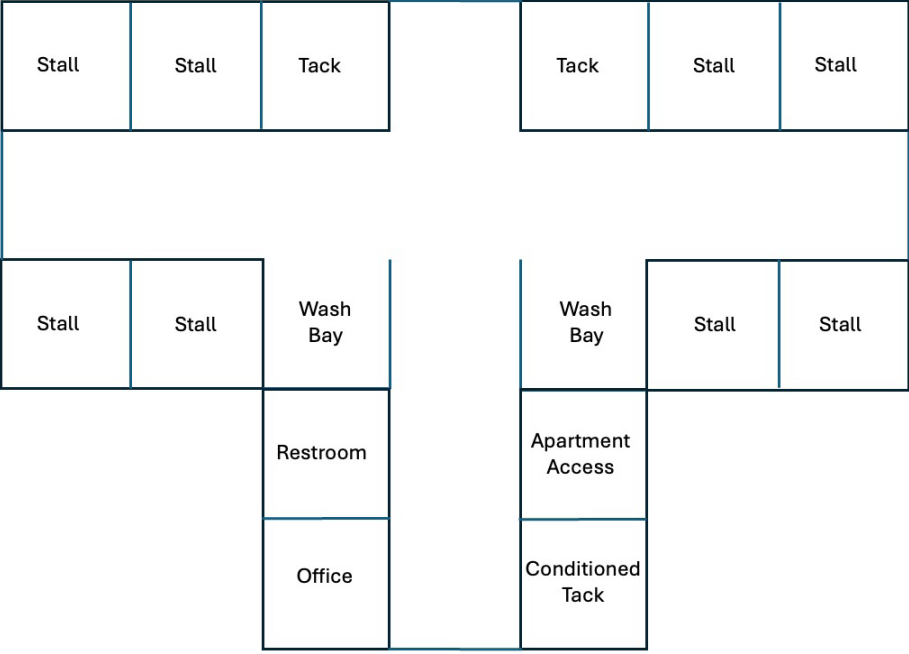 Stall
Stall
Tack
Tack
Stall
Stall
Stall
Stall
Wash
Bay
Wash
Bay
Stall
Stall
Restroom
Apartment
Access
Office
Conditioned
Tack